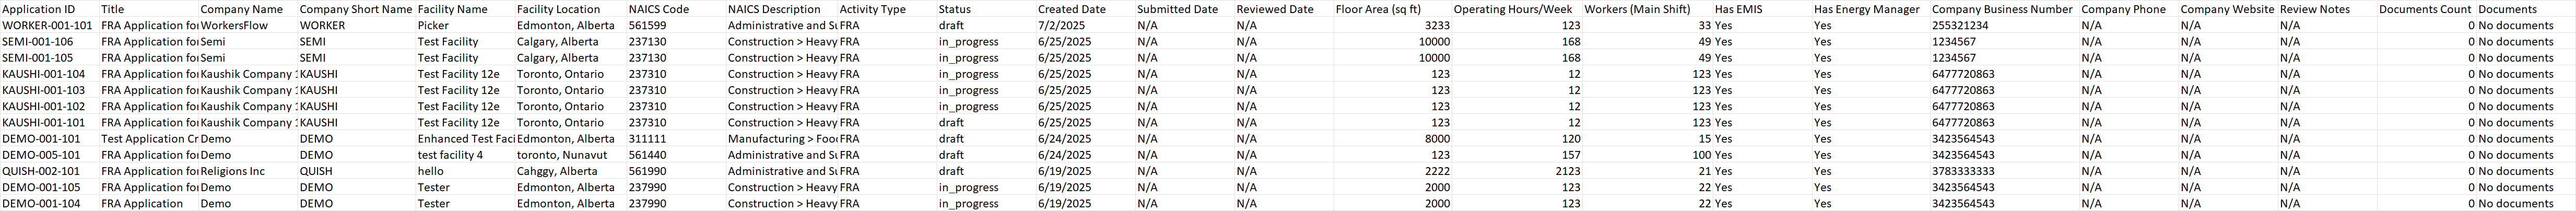 Application ID Title Company Name Company Short Name Facility Name Facility Location NAICS Code NAICS Description Activity Type Status Created Date Submitted Date Reviewed Date Floor Area (sq ft) Operating Hours/Week Workers (Main Shift) Has EMIS Has Energy Manager Company Business Number Company Phone Company Website Review Notes Documents Count Documents
WORKER-001-101 FRA Application for WorkersFlow WORKER Picker Edmonton, Alberta 561599 Administrative and Su FRA draft 7/2/2025 N/A N/A 3233 123 33 Yes Yes 255321234 N/A N/A N/A 0 No documents
SEMI-001-106 FRA Application for Semi SEMI Test Facility Calgary, Alberta 237130 Construction > Heavy FRA in_progress 6/25/2025 N/A N/A 10000 168 49 Yes Yes 1234567 N/A N/A N/A 0 No documents
SEMI-001-105 FRA Application for Semi SEMI Test Facility Calgary, Alberta 237130 Construction > Heavy FRA in_progress 6/25/2025 N/A N/A 10000 168 49 Yes Yes 1234567 N/A N/A N/A 0 No documents
KAUSHI-001-104 FRA Application for Kaushik Company 1 KAUSHI Test Facility 12e Toronto, Ontario 237310 Construction > Heavy FRA in_progress 6/25/2025 N/A N/A 123 12 123 Yes Yes 6477720863 N/A N/A N/A 0 No documents
KAUSHI-001-103 FRA Application for Kaushik Company 1 KAUSHI Test Facility 12e Toronto, Ontario 237310 Construction > Heavy FRA in_progress 6/25/2025 N/A N/A 123 12 123 Yes Yes 6477720863 N/A N/A N/A 0 No documents
KAUSHI-001-102 FRA Application for Kaushik Company 1 KAUSHI Test Facility 12e Toronto, Ontario 237310 Construction > Heavy FRA in_progress 6/25/2025 N/A N/A 123 12 123 Yes Yes 6477720863 N/A N/A N/A 0 No documents
KAUSHI-001-101 FRA Application for Kaushik Company 1 KAUSHI Test Facility 12e Toronto, Ontario 237310 Construction > Heavy FRA draft 6/25/2025 N/A N/A 123 12 123 Yes Yes 6477720863 N/A N/A N/A 0 No documents
DEMO-001-101 Test Application Cr Demo DEMO Enhanced Test Faci Edmonton, Alberta 311111 Manufacturing > Foo FRA draft 6/24/2025 N/A N/A 8000 120 15 Yes Yes 3423564543 N/A N/A N/A 0 No documents
DEMO-005-101 FRA Application for Demo DEMO test facility 4 toronto, Nunavut 561440 Administrative and Su FRA draft 6/24/2025 N/A N/A 123 157 100 Yes Yes 3423564543 N/A N/A N/A 0 No documents
QUISH-002-101 FRA Application for Religions Inc QUISH hello Cahggy, Alberta 561990 Administrative and Su FRA draft 6/19/2025 N/A N/A 2222 2123 21 Yes Yes 3783333333 N/A N/A N/A 0 No documents
DEMO-001-105 FRA Application for Demo DEMO Tester Edmonton, Alberta 237990 Construction > Heavy FRA in_progress 6/19/2025 N/A N/A 2000 123 22 Yes Yes 3423564543 N/A N/A N/A 0 No documents
DEMO-001-104 FRA Application Demo DEMO Tester Edmonton, Alberta 237990 Construction > Heavy FRA in_progress 6/19/2025 N/A N/A 2000 123 22 Yes Yes 3423564543 N/A N/A N/A 0 No documents